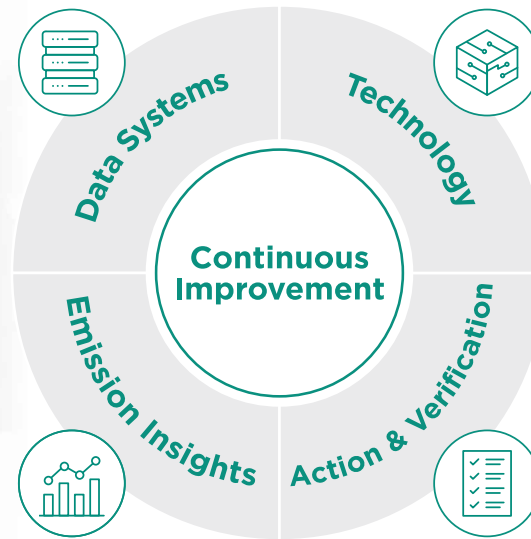 Data Systems
Technology
Continuous
Improvement
Emission Insights
Action & Verification